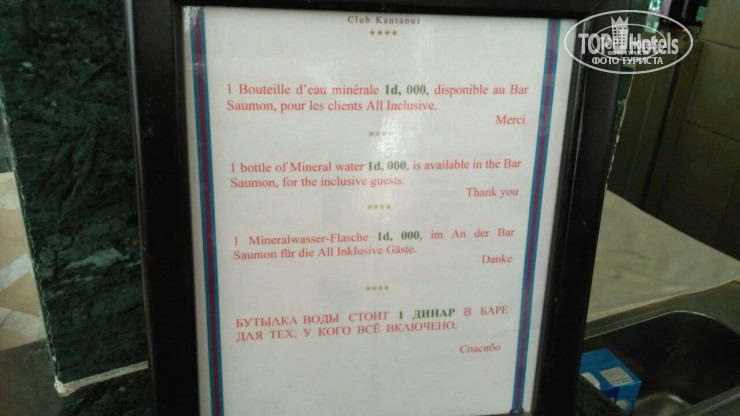 Club Kantaoui
TOP Hotels
ФОТО ТУРИСТА
1 Bouteille d'eau minérale 1d, 000, disponible au Bar
Saumon, pour les clients All Inclusive.
Merci
1 bottle of Mineral water 1d, 000, is available in the Bar
Saumon, for the inclusive guests.
Thank you
1 Mineralwasser-Flasche 1d, 000, im An der Bar
Saumon für die All Inklusive Gäste.
Danke
БУТЫЛКА ВОДЫ СТОИТ 1 ДИНАР В БАРЕ
ДЛЯ ТЕХ, У КОГО ВСЁ ВКЛЮЧЕНО.
Спасибо